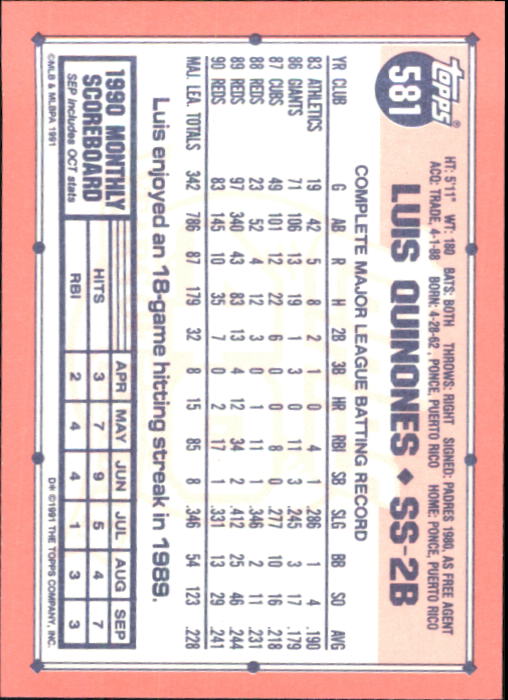 topps®
581
HT: 5'11" WT: 180 BATS: BOTH THROWS: RIGHT SIGNED: PADRES 1980, AS FREE AGENT
ACQ: TRADE, 4-1-88 BORN: 4-28-62, PONCE, PUERTO RICO HOME: PONCE, PUERTO RICO
LUIS QUINONES ♦ SS-2B
COMPLETE MAJOR LEAGUE BATTING RECORD
YR CLUB G AB R H 2B 3B HR RBI SB SLG BB SO AVG
83 ATHLETICS 19 42 5 8 2 1 0 4 1 .286 1 4 .190
86 GIANTS 71 106 13 19 1 3 0 11 3 .245 3 17 .179
87 CUBS 49 101 12 22 6 0 0 8 0 .277 10 16 .218
88 REDS 23 52 4 12 3 0 1 11 1 .346 2 11 .231
89 REDS 97 340 43 83 13 4 12 34 2 .412 25 46 .244
90 REDS 83 145 10 35 7 0 2 17 1 .331 13 29 .241
MAJ. LEA. TOTALS 342 786 87 179 32 8 15 85 8 .346 54 123 .228
Luis enjoyed an 18-game hitting streak in 1989.
1990 MONTHLY SCOREBOARD
SEP includes OCT stats
APR MAY JUN JUL AUG SEP
HITS 3 7 9 5 4 7
RBI 2 4 4 1 3 3
©MLB & MLBPA 1991
D* ©1991 THE TOPPS COMPANY, INC.